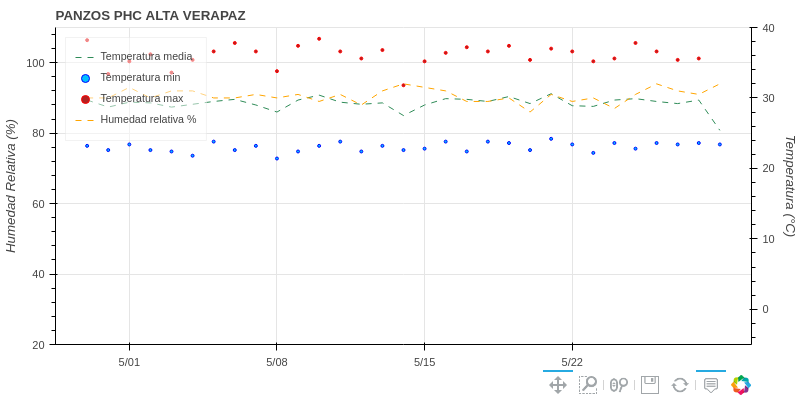 PANZOS PHC ALTA VERAPAZ
Temperatura media
Temperatura min
Temperatura max
Humedad relativa %
Humedad Relativa (%)
100
80
60
40
20
Temperatura (°C)
40
30
20
10
0
5/01
5/08
5/15
5/22